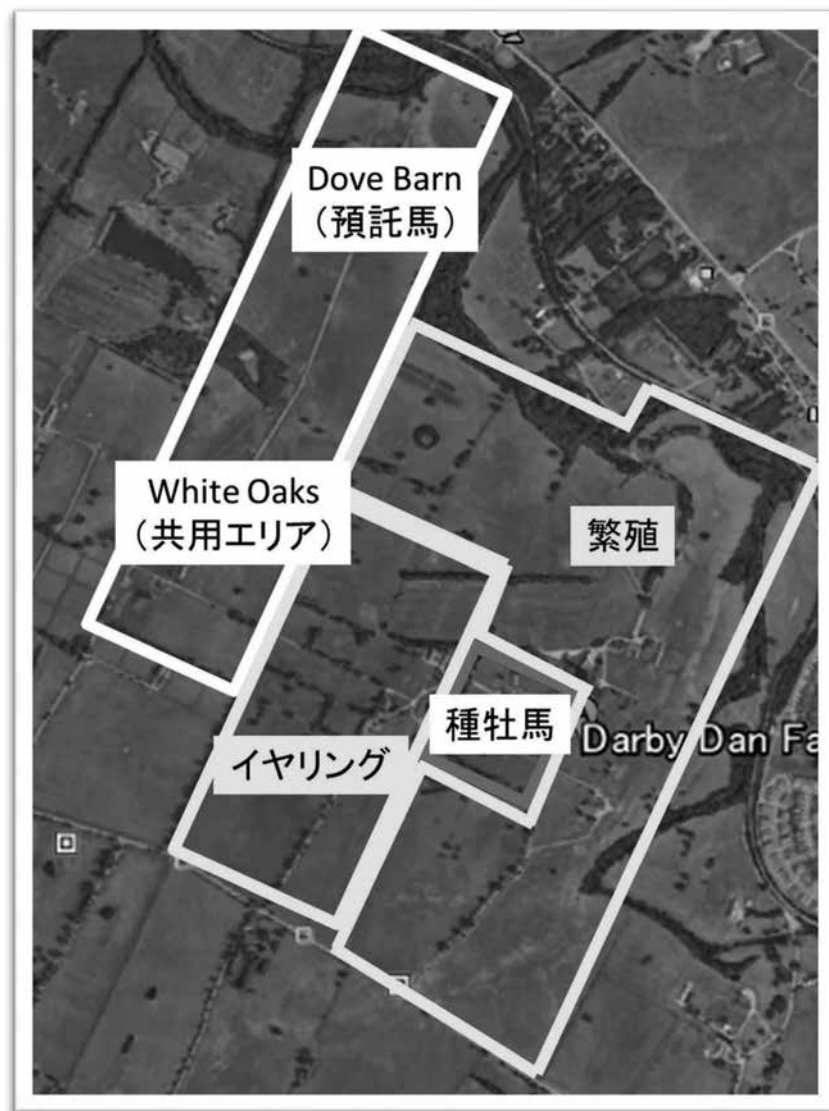 Dove Barn
（預託馬）
White Oaks
（共用エリア）
繁殖
種牡馬
Darby Dan Fa
イヤリング